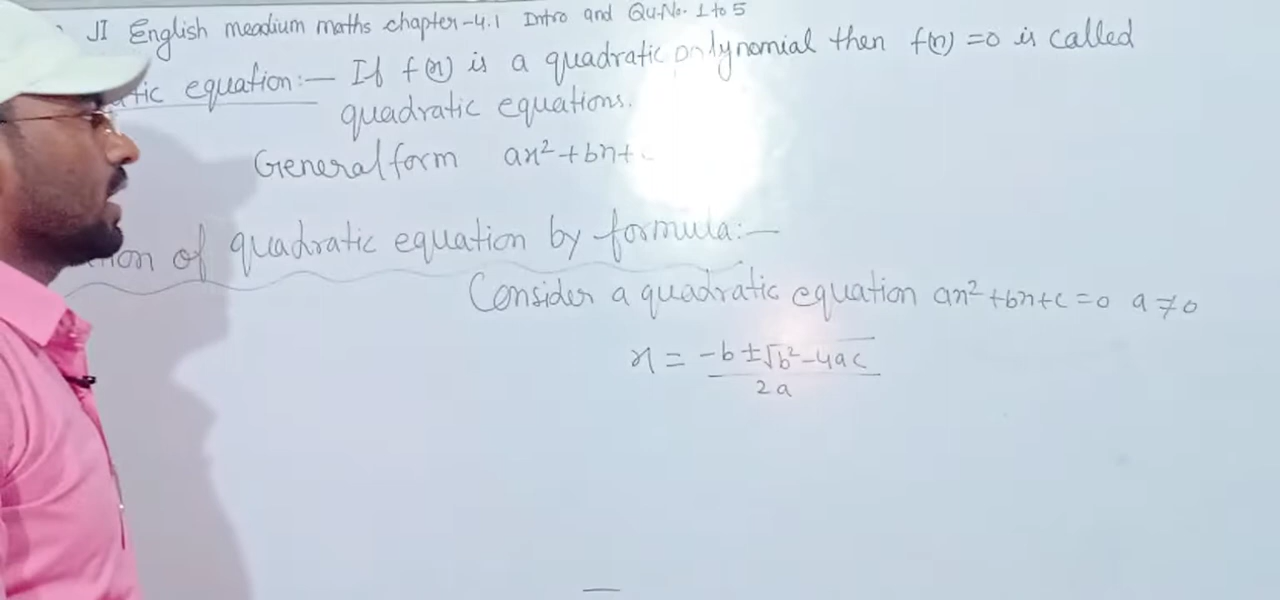 JI English meadium maths chapter-4.1 Intro and Qu.No. 1 to 5
tic equation:— If f(x) is a quadratic polynomial then f(x) =0 is called
quadratic equations.
General form ax²+bx+
of quadratic equation by formula:—
Consider a quadratic equation ax²+bx+c=0 a≠0
x = -b±√b²-4ac
2a